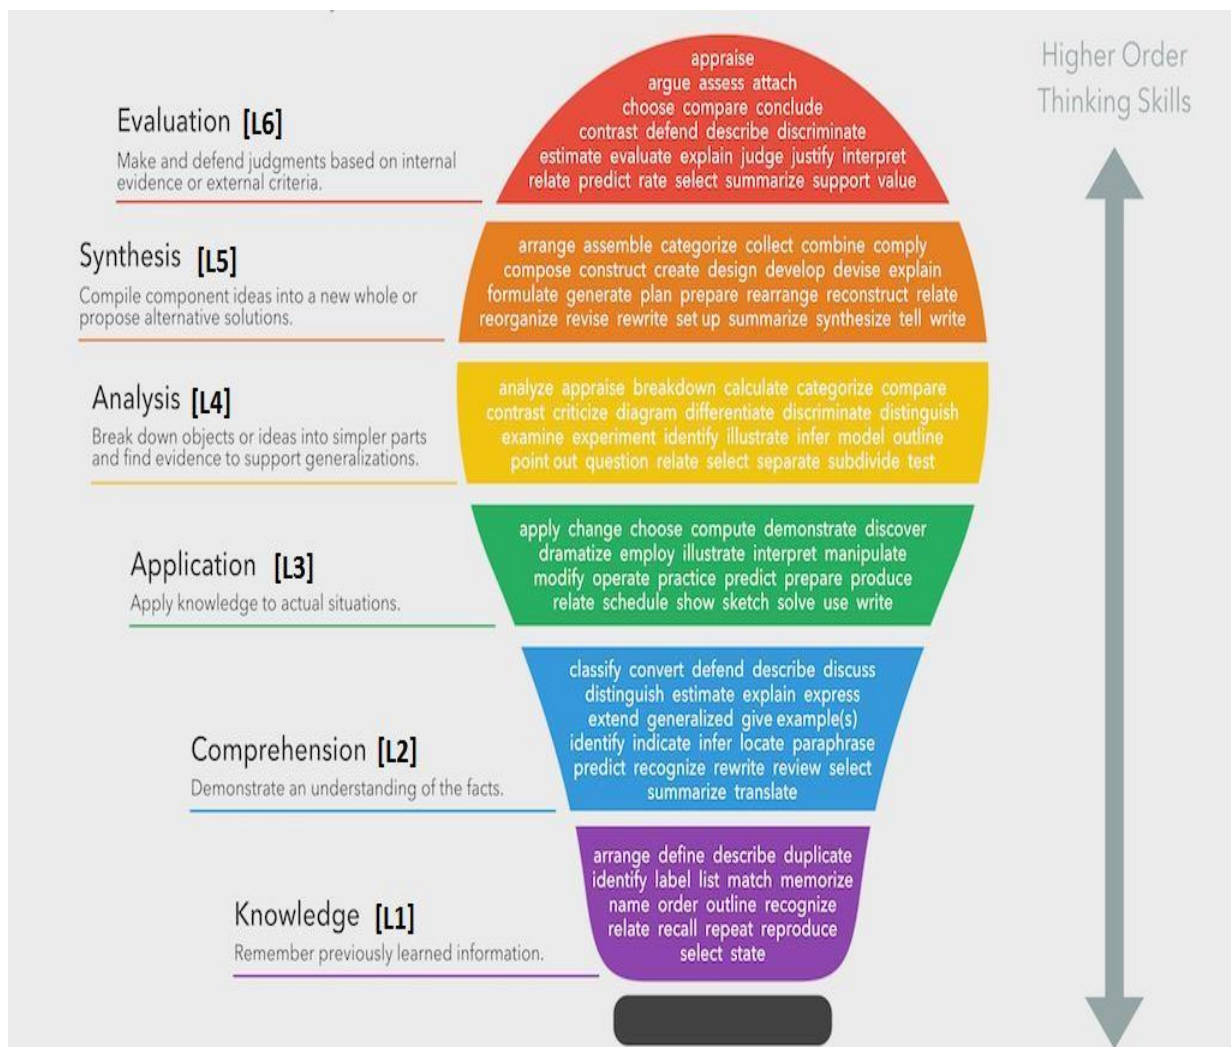 Higher Order
Thinking Skills
Evaluation [L6]
Make and defend judgments based on internal
evidence or external criteria.
appraise
argue assess attach
choose compare conclude
contrast defend describe discriminate
estimate evaluate explain judge justify interpret
relate predict rate select summarize support value
Synthesis [L5]
Compile component ideas into a new whole or
propose alternative solutions.
arrange assemble categorize collect combine comply
compose construct create design develop devise explain
formulate generate plan prepare rearrange reconstruct relate
reorganize revise rewrite set up summarize synthesize tell write
Analysis [L4]
Break down objects or ideas into simpler parts
and find evidence to support generalizations.
analyze appraise breakdown calculate categorize compare
contrast criticize diagram differentiate discriminate distinguish
examine experiment identify illustrate infer model outline
point out question relate select separate subdivide test
Application [L3]
Apply knowledge to actual situations.
apply change choose compute demonstrate discover
dramatize employ illustrate interpret manipulate
modify operate practice predict prepare produce
relate schedule show sketch solve use write
Comprehension [L2]
Demonstrate an understanding of the facts.
classify convert defend describe discuss
distinguish estimate explain express
extend generalized give example(s)
identify indicate infer locate paraphrase
predict recognize rewrite review select
summarize translate
Knowledge [L1]
Remember previously learned information.
arrange define describe duplicate
identify label list match memorize
name order outline recognize
relate recall repeat reproduce
select state